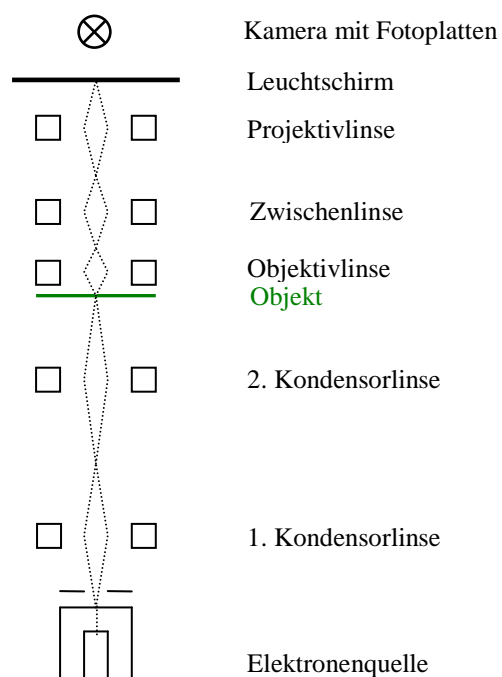 Kamera mit Fotoplatten
Leuchtschirm
Projektivlinse
Zwischenlinse
Objektivlinse
Objekt
2. Kondensorlinse
1. Kondensorlinse
Elektronenquelle